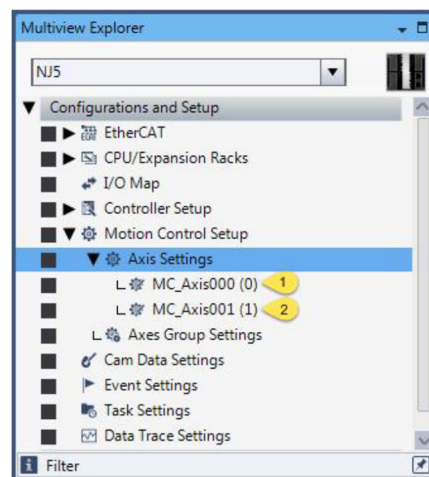 Multiview Explorer
NJ5
Configurations and Setup
EtherCAT
CPU/Expansion Racks
I/O Map
Controller Setup
Motion Control Setup
Axis Settings
MC_Axis000 (0) 1
MC_Axis001 (1) 2
Axes Group Settings
Cam Data Settings
Event Settings
Task Settings
Data Trace Settings
Filter